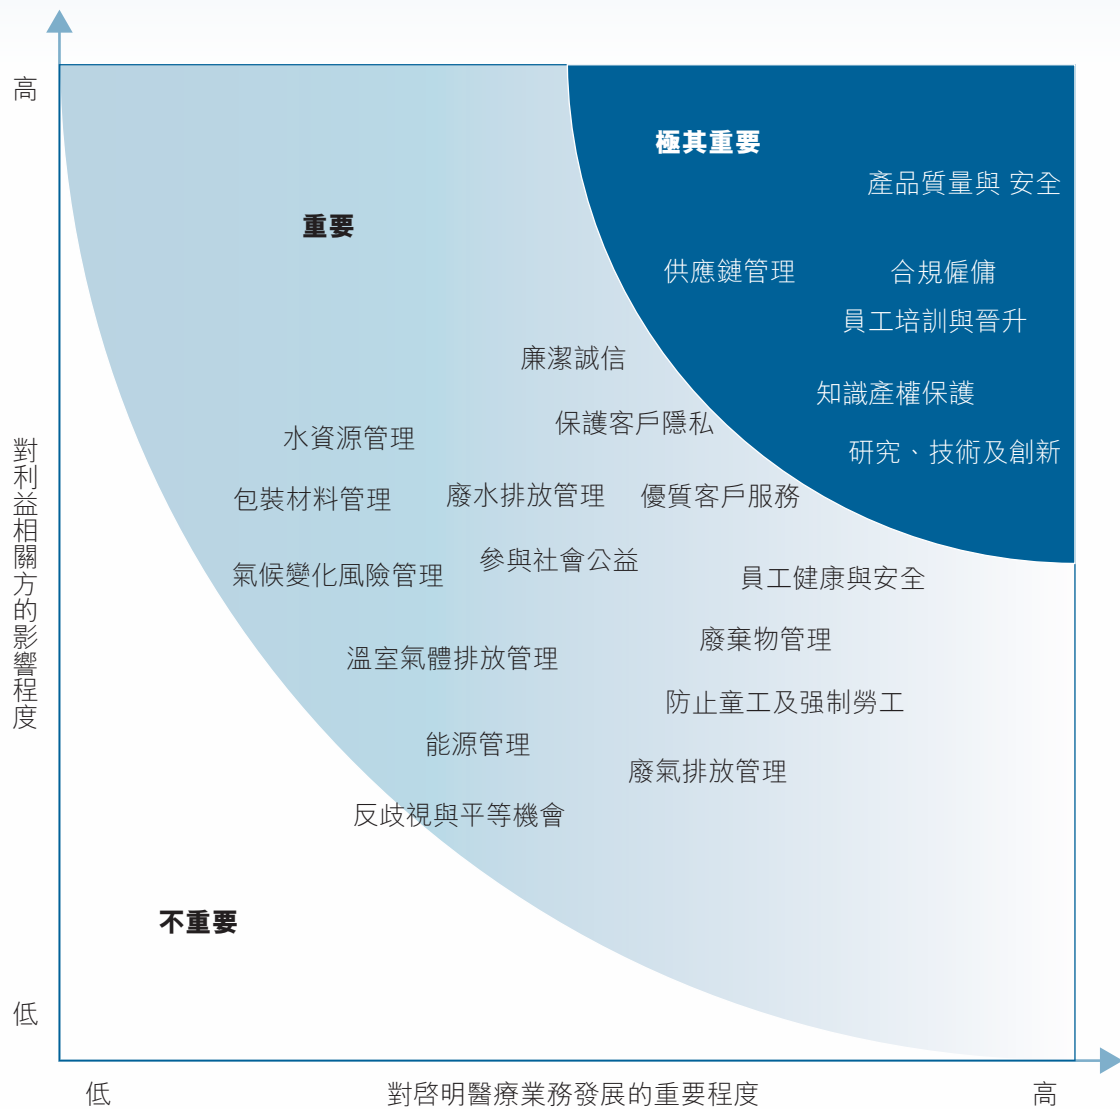 高
極其重要
產品質量與 安全
重要
供應鏈管理
合規僱傭
員工培訓與晉升
廉潔誠信
知識產權保護
保護客戶隱私
水資源管理
研究、技術及創新
對利益相關方的影響程度
包裝材料管理
廢水排放管理
優質客戶服務
參與社會公益
氣候變化風險管理
員工健康與安全
廢棄物管理
溫室氣體排放管理
防止童工及强制勞工
能源管理
廢氣排放管理
反歧視與平等機會
不重要
低
低
對啓明醫療業務發展的重要程度
高